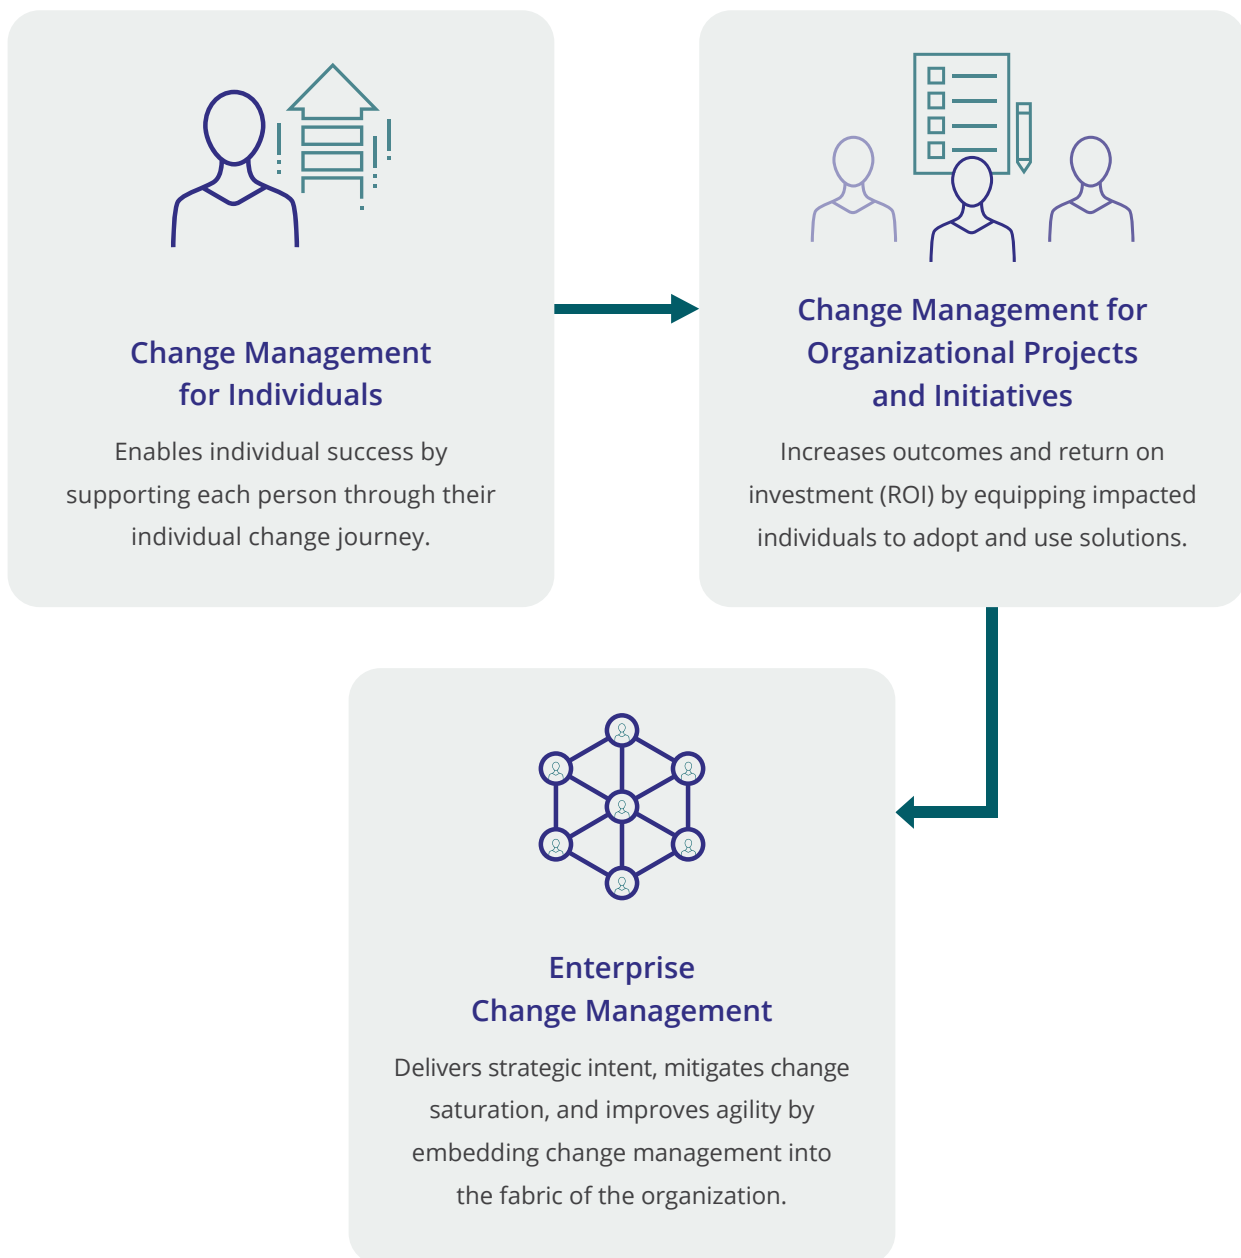 Change Management
for Individuals
Enables individual success by
supporting each person through their
individual change journey.
Change Management for
Organizational Projects
and Initiatives
Increases outcomes and return on
investment (ROI) by equipping impacted
individuals to adopt and use solutions.
Enterprise
Change Management
Delivers strategic intent, mitigates change
saturation, and improves agility by
embedding change management into
the fabric of the organization.